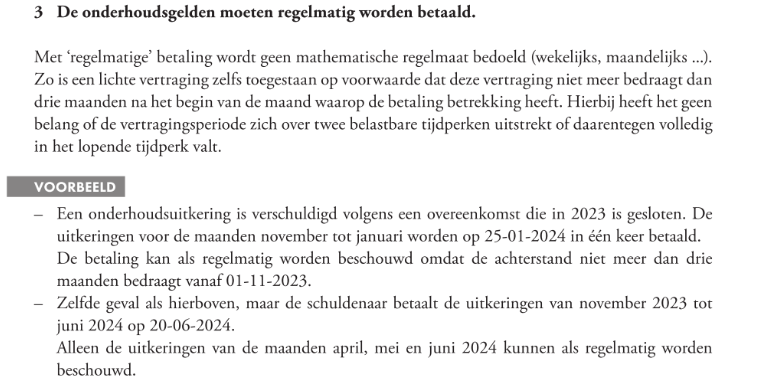 3 De onderhoudsgelden moeten regelmatig worden betaald.
Met ‘regelmatige’ betaling wordt geen mathematische regelmaat bedoeld (wekelijks, maandelijks ...).
Zo is een lichte vertraging zelfs toegestaan op voorwaarde dat deze vertraging niet meer bedraagt dan
drie maanden na het begin van de maand waarop de betaling betrekking heeft. Hierbij heeft het geen
belang of de vertragingsperiode zich over twee belastbare tijdperken uitstrekt of daarentegen volledig
in het lopende tijdperk valt.
VOORBEELD
– Een onderhoudsuitkering is verschuldigd volgens een overeenkomst die in 2023 is gesloten. De
uitkeringen voor de maanden november tot januari worden op 25-01-2024 in één keer betaald.
De betaling kan als regelmatig worden beschouwd omdat de achterstand niet meer dan drie
maanden bedraagt vanaf 01-11-2023.
– Zelfde geval als hierboven, maar de schuldenaar betaalt de uitkeringen van november 2023 tot
juni 2024 op 20-06-2024.
Alleen de uitkeringen van de maanden april, mei en juni 2024 kunnen als regelmatig worden
beschouwd.